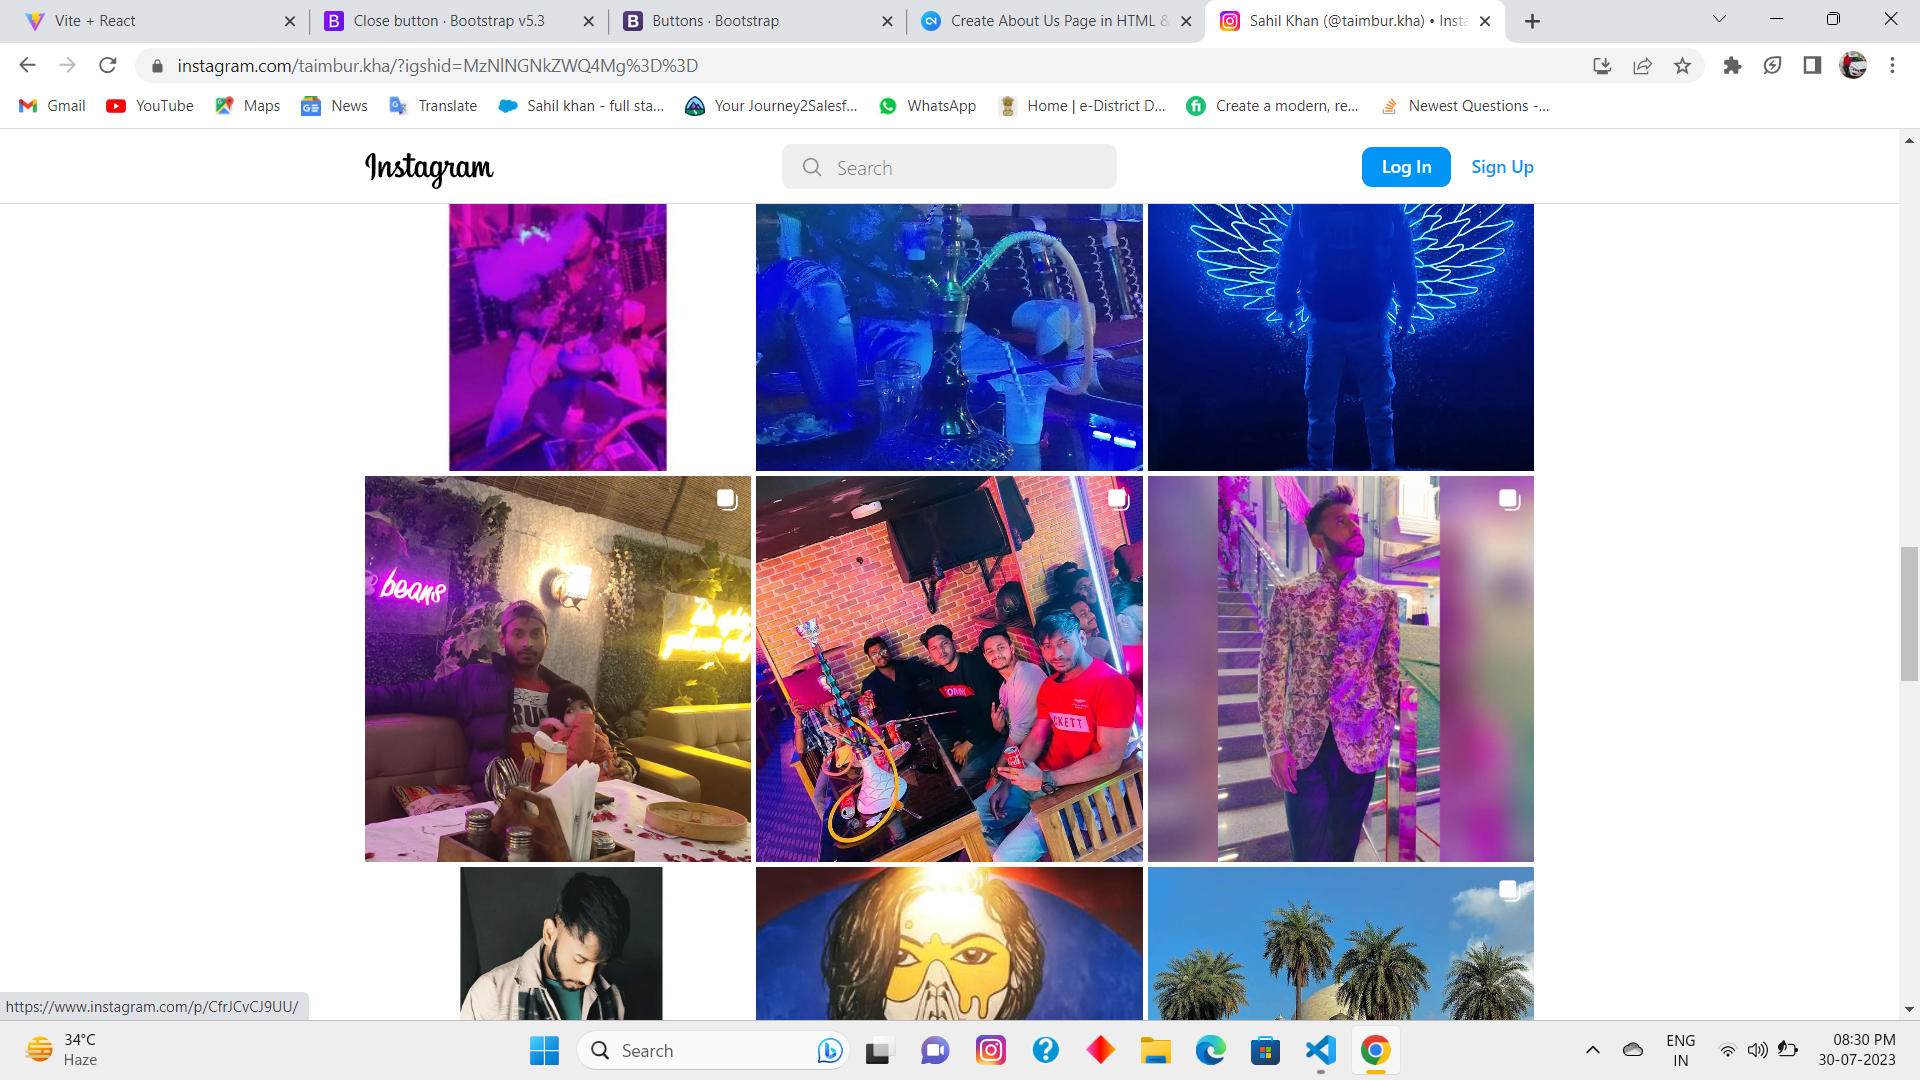 Vite + React
Close button · Bootstrap v5.3
Buttons · Bootstrap
Create About Us Page in HTML &
Sahil Khan (@taimbur.kha) • Insta
instagram.com/taimbur.kha/?igshid=MzNlNGNkZWQ4Mg%3D%3D
Gmail
YouTube
Maps
News
Translate
Sahil khan - full sta...
Your Journey2Salesf...
WhatsApp
Home | e-District D...
Create a modern, re...
Newest Questions -...
Instagram
Search
Log In
Sign Up
beans
RUN
CKETT
https://www.instagram.com/p/CfrJCvCJ9UU/
34°C
Haze
Search
ENG
IN
08:30 PM
30-07-2023